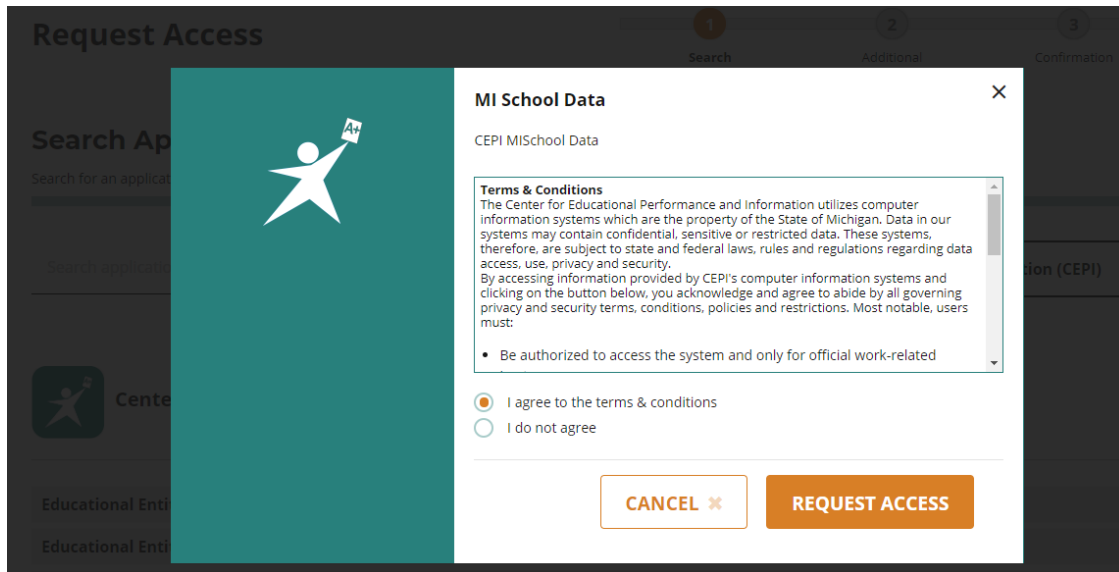 Request Access
1
2
3
Search
Additional
Confirmation
Search Ap
Search for an applicat
Search applicatio
tion (CEPI)
Cente
Educational Enti
Educational Enti
A+
MI School Data
CEPI MISchool Data
Terms & Conditions
The Center for Educational Performance and Information utilizes computer
information systems which are the property of the State of Michigan. Data in our
systems may contain confidential, sensitive or restricted data. These systems,
therefore, are subject to state and federal laws, rules and regulations regarding data
access, use, privacy and security.
By accessing information provided by CEPI's computer information systems and
clicking on the button below, you acknowledge and agree to abide by all governing
privacy and security terms, conditions, policies and restrictions. Most notable, users
must:
• Be authorized to access the system and only for official work-related
I agree to the terms & conditions
I do not agree
CANCEL ✖
REQUEST ACCESS